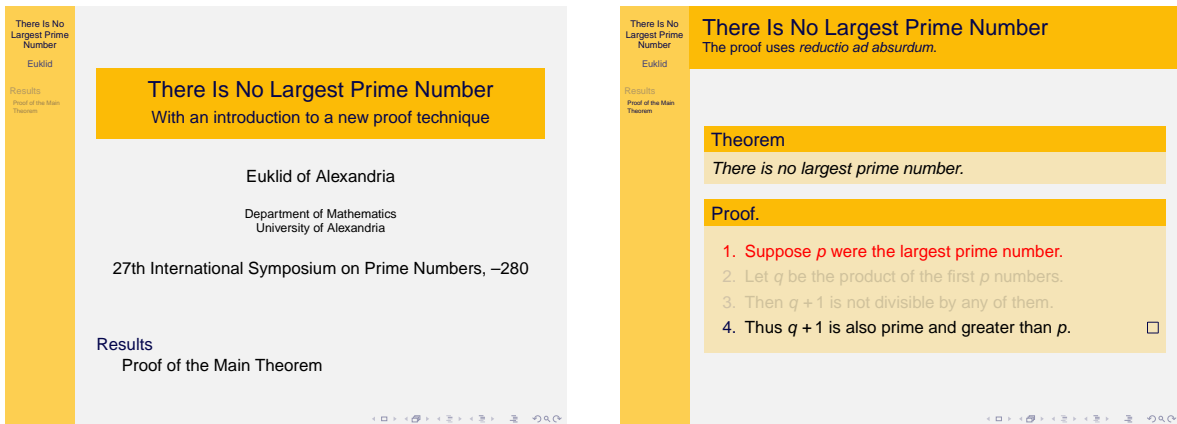 There Is No
Largest Prime
Number
Euklid
Results
Proof of the Main
Theorem
There Is No Largest Prime Number
With an introduction to a new proof technique
Euklid of Alexandria
Department of Mathematics
University of Alexandria
27th International Symposium on Prime Numbers, –280
Results
Proof of the Main Theorem
There Is No
Largest Prime
Number
Euklid
Results
Proof of the Main
Theorem
There Is No Largest Prime Number
The proof uses reductio ad absurdum.
Theorem
There is no largest prime number.
Proof.
1. Suppose p were the largest prime number.
2. Let q be the product of the first p numbers.
3. Then q + 1 is not divisible by any of them.
4. Thus q + 1 is also prime and greater than p. □